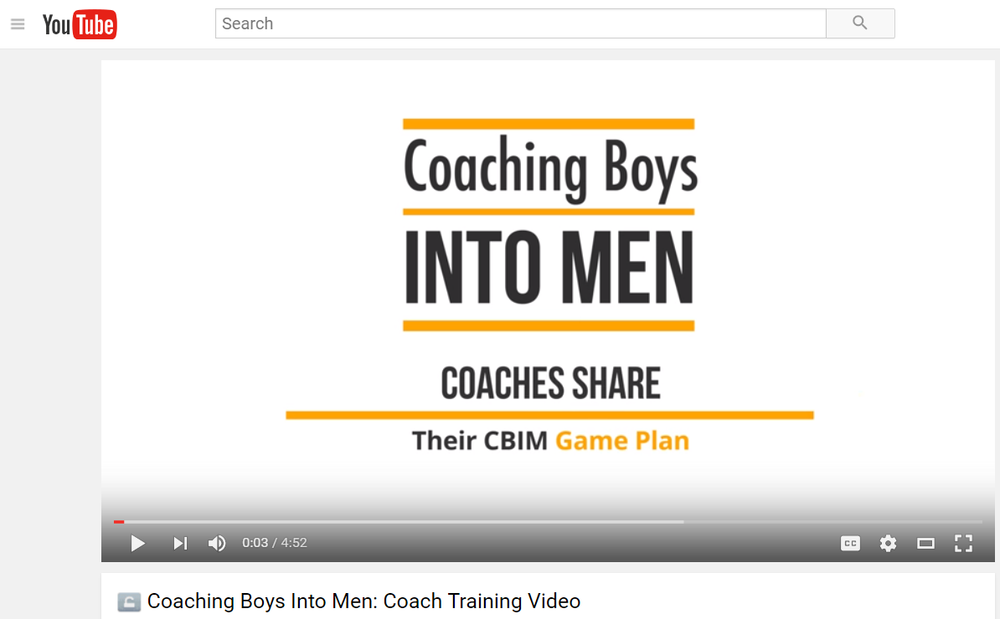 YouTube
Search
Coaching Boys
INTO MEN
COACHES SHARE
Their CBIM Game Plan
0:03 / 4:52
CC
Coaching Boys Into Men: Coach Training Video